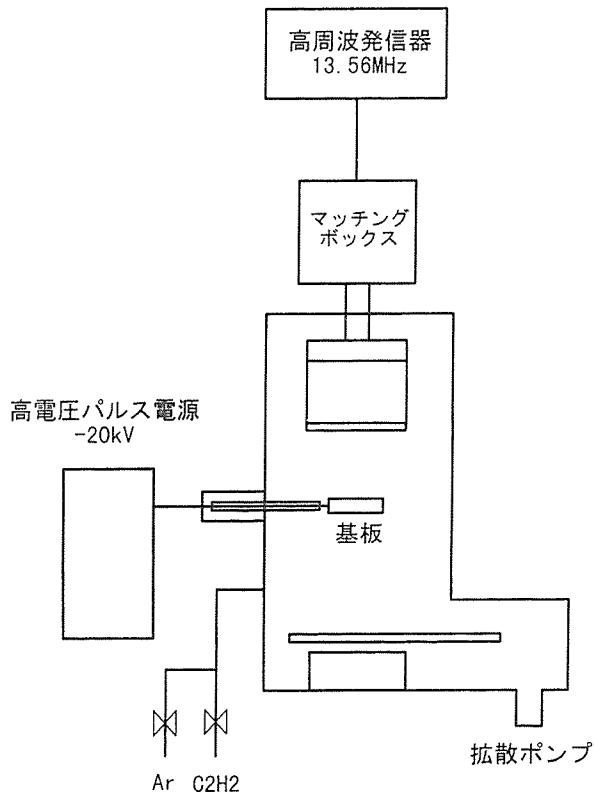 高周波発信器
13.56MHz
マッチング
ボックス
高電圧パルス電源
-20kV
基板
拡散ポンプ
Ar
C2H2